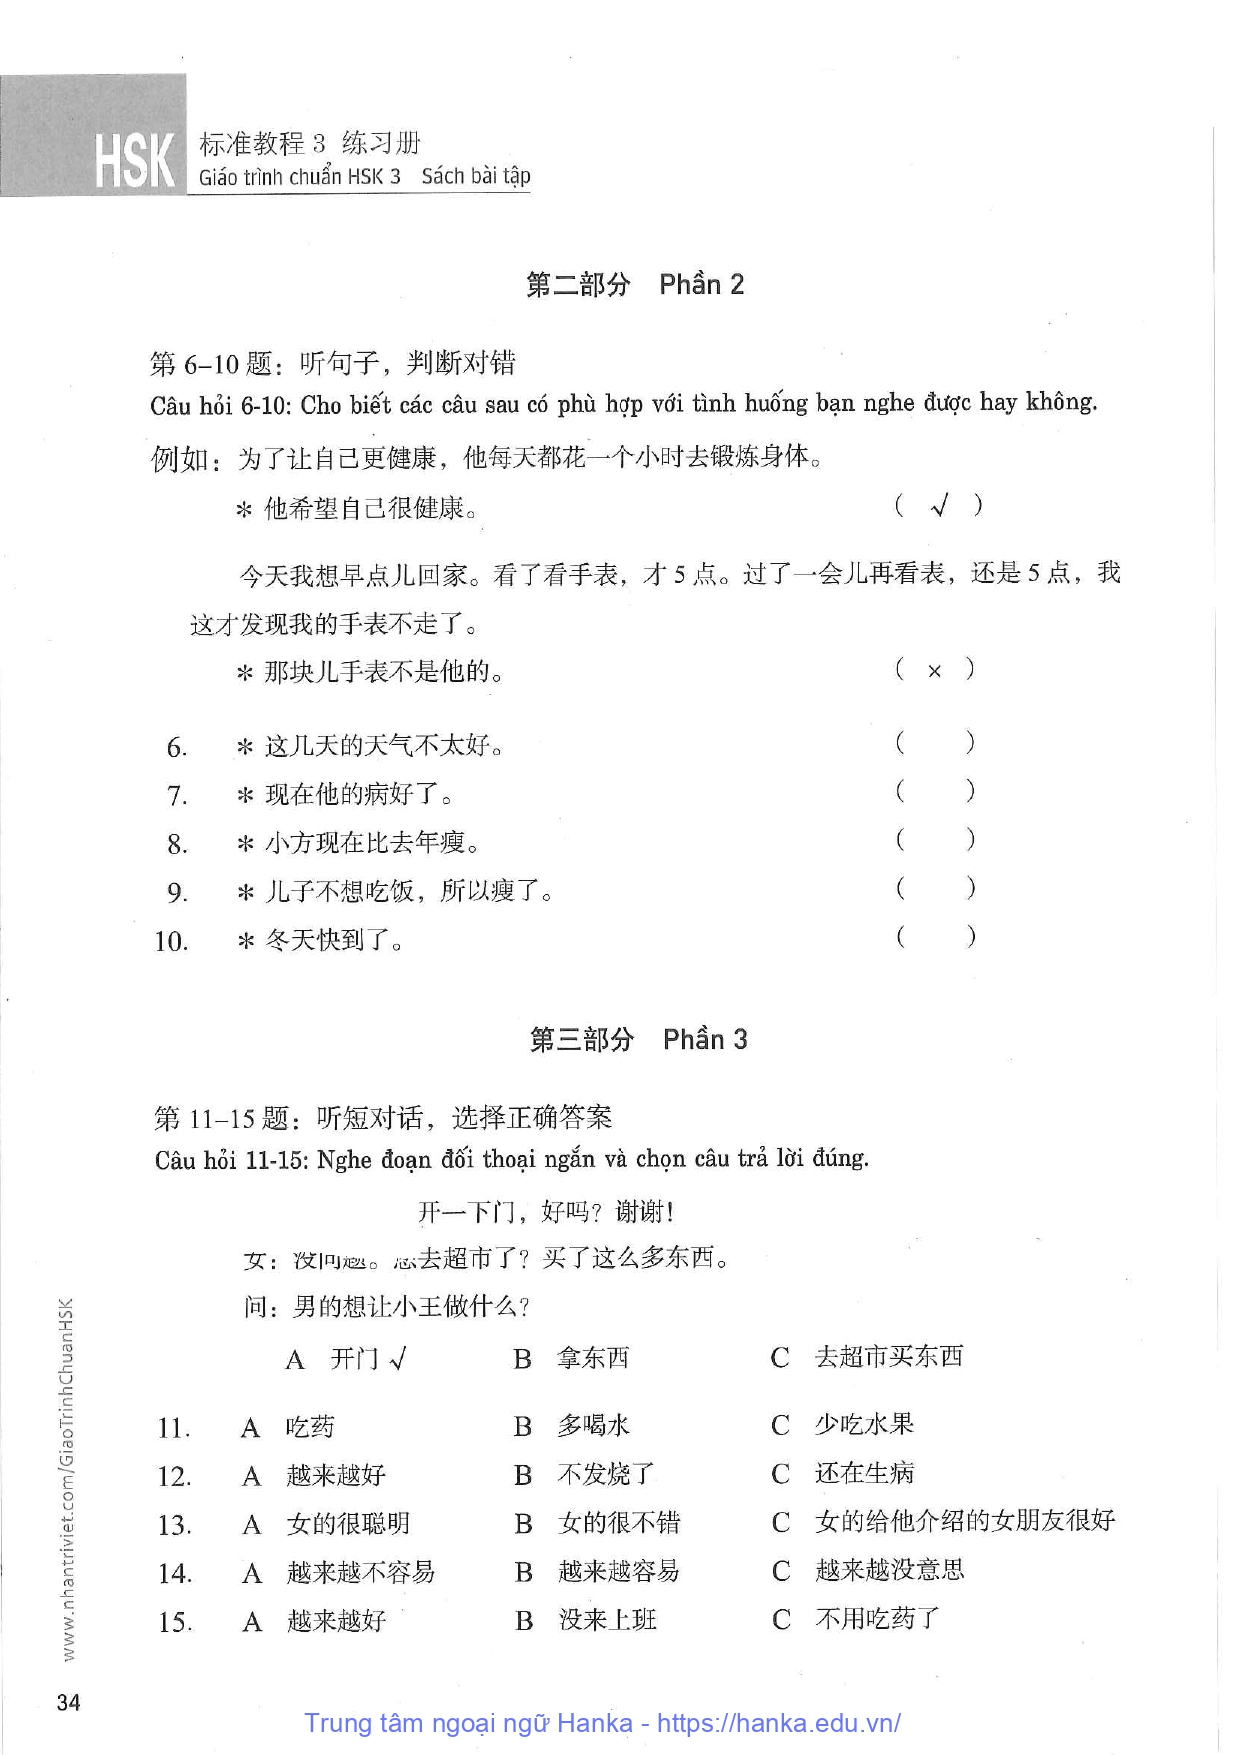 HSK 标准教程 3 练习册
Giáo trình chuẩn HSK 3 Sách bài tập
第二部分 Phần 2
第 6–10 题：听句子，判断对错
Câu hỏi 6-10: Cho biết các câu sau có phù hợp với tình huống bạn nghe được hay không.
例如：为了让自己更健康，他每天都花一个小时去锻炼身体。
＊ 他希望自己很健康。 （ √ ）
今天我想早点儿回家。看了看手表，才 5 点。过了一会儿再看表，还是 5 点，我
这才发现我的手表不走了。
＊ 那块儿手表不是他的。 （ × ）
6. ＊ 这几天的天气不太好。 （ ）
7. ＊ 现在他的病好了。 （ ）
8. ＊ 小方现在比去年瘦。 （ ）
9. ＊ 儿子不想吃饭，所以瘦了。 （ ）
10. ＊ 冬天快到了。 （ ）
第三部分 Phần 3
第 11–15 题：听短对话，选择正确答案
Câu hỏi 11-15: Nghe đoạn đối thoại ngắn và chọn câu trả lời đúng.
开一下门，好吗？谢谢！
女：没问题。您去超市了？买了这么多东西。
问：男的想让小王做什么？
A 开门 √ B 拿东西 C 去超市买东西
11. A 吃药 B 多喝水 C 少吃水果
12. A 越来越好 B 不发烧了 C 还在生病
13. A 女的很聪明 B 女的很不错 C 女的给他介绍的女朋友很好
14. A 越来越不容易 B 越来越容易 C 越来越没意思
15. A 越来越好 B 没来上班 C 不用吃药了
www.nhantriviet.com/GiaoTrinhChuanHSK
34
Trung tâm ngoại ngữ Hanka - https://hanka.edu.vn/